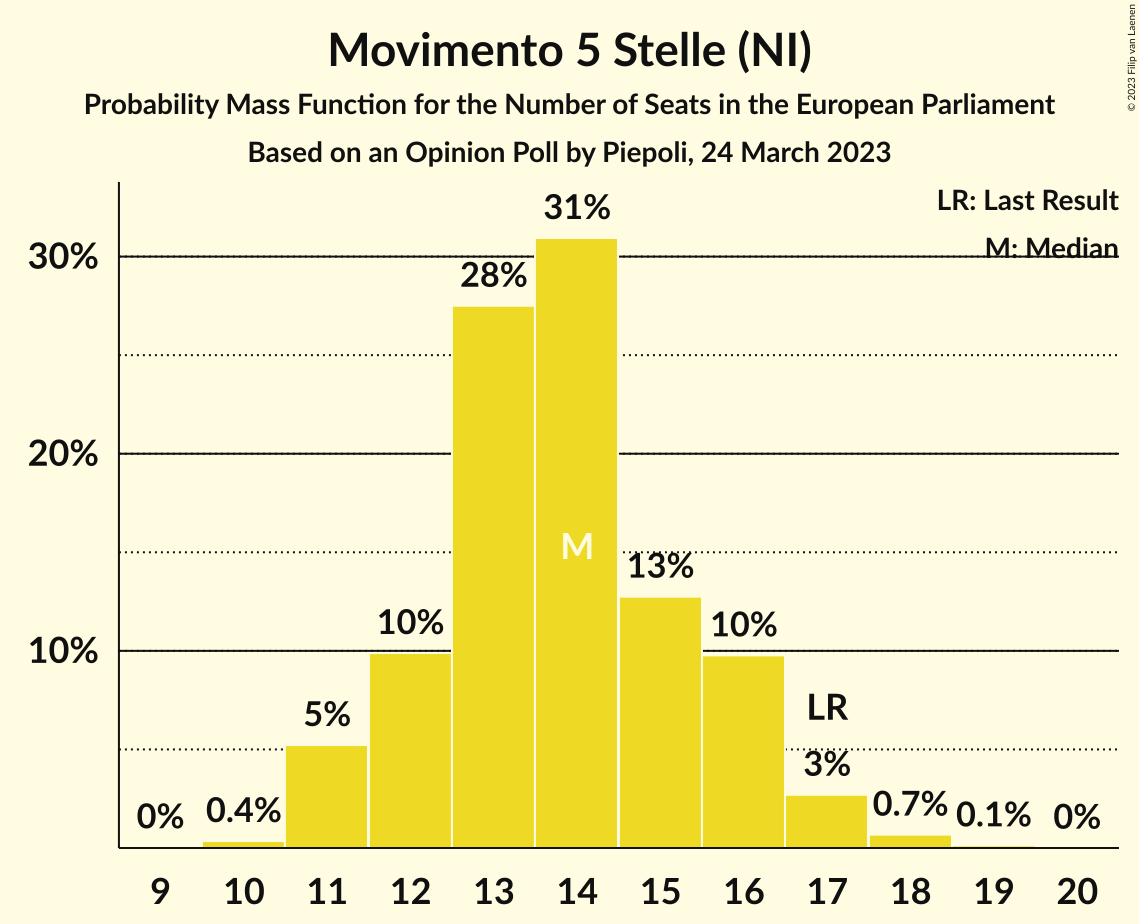 Movimento 5 Stelle (NI)
Probability Mass Function for the Number of Seats in the European Parliament
Based on an Opinion Poll by Piepoli, 24 March 2023
© 2023 Filip van Laenen
LR: Last Result
M: Median
30%
20%
10%
0%
0.4%
5%
10%
28%
31%
M
13%
10%
LR
3%
0.7%
0.1%
0%
9 10 11 12 13 14 15 16 17 18 19 20